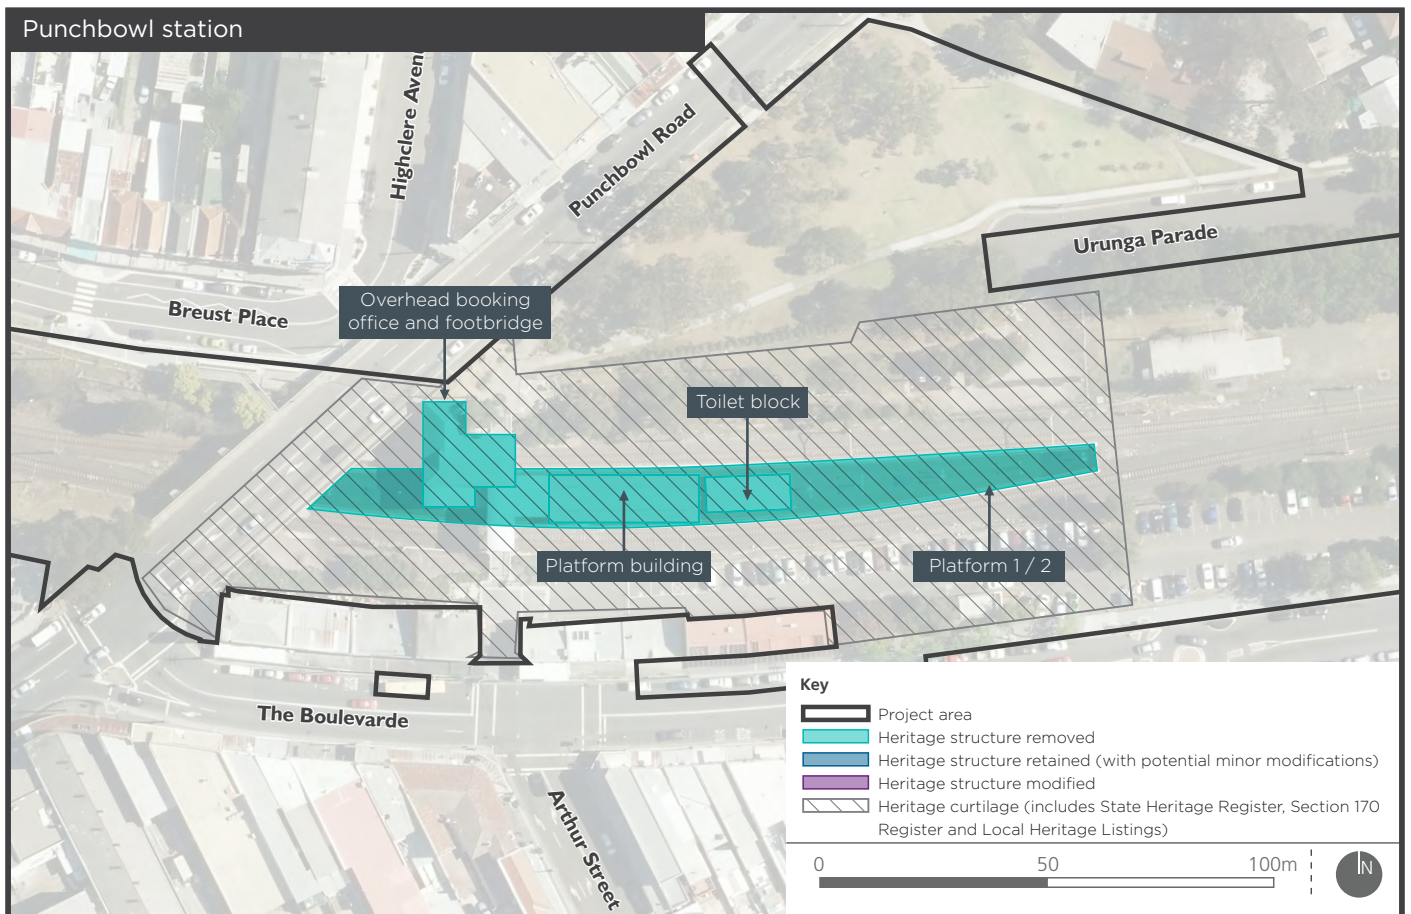 Punchbowl station
Highclere Avenu
Punchbowl Road
Urunga Parade
Breust Place
Overhead booking
office and footbridge
Toilet block
Platform building
Platform 1 / 2
The Boulevarde
Arthur Street
Key
Project area
Heritage structure removed
Heritage structure retained (with potential minor modifications)
Heritage structure modified
Heritage curtilage (includes State Heritage Register, Section 170
Register and Local Heritage Listings)
0 50 100m
N